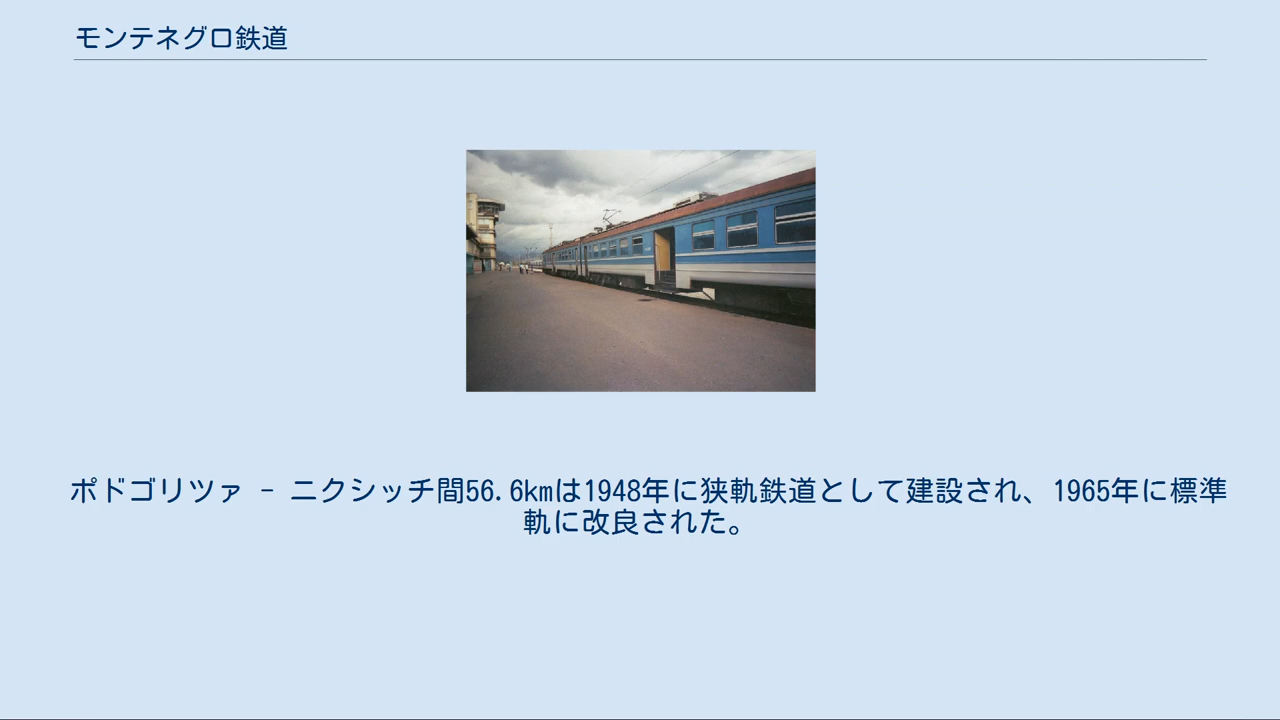 モンテネグロ鉄道
ポドゴリツァ - ニクシッチ間56.6kmは1948年に狭軌鉄道として建設され、1965年に標準
軌に改良された。